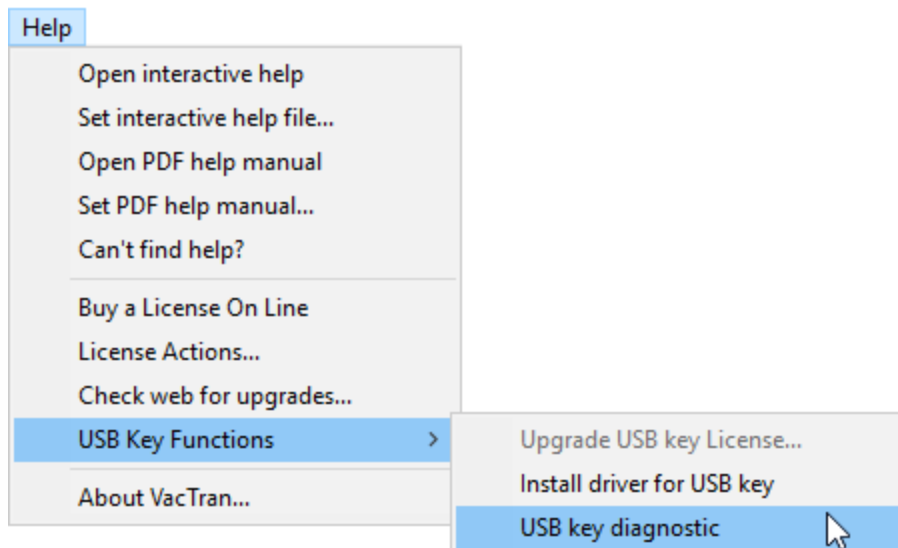 Help
Open interactive help
Set interactive help file...
Open PDF help manual
Set PDF help manual...
Can't find help?
Buy a License On Line
License Actions...
Check web for upgrades...
USB Key Functions >
Upgrade USB key License...
Install driver for USB key
About VacTran...
USB key diagnostic